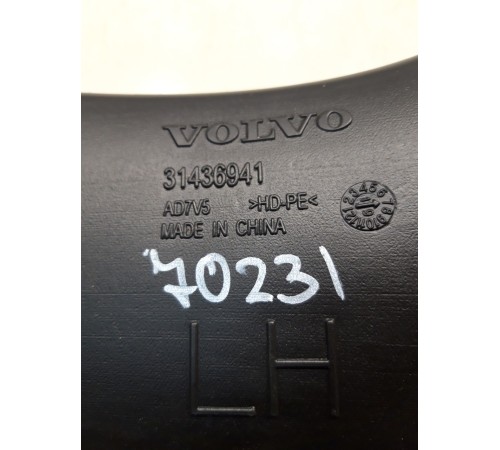 VOLVO
31436941
AD7V5 >HD-PE<
MADE IN CHINA
70231
LH